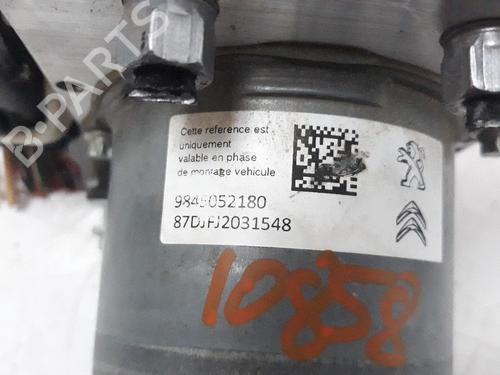 B-PARTS
Cette reference est
uniquement
valable en phase
de montage vehicule
9845052180
87DJFJ2031548
10858